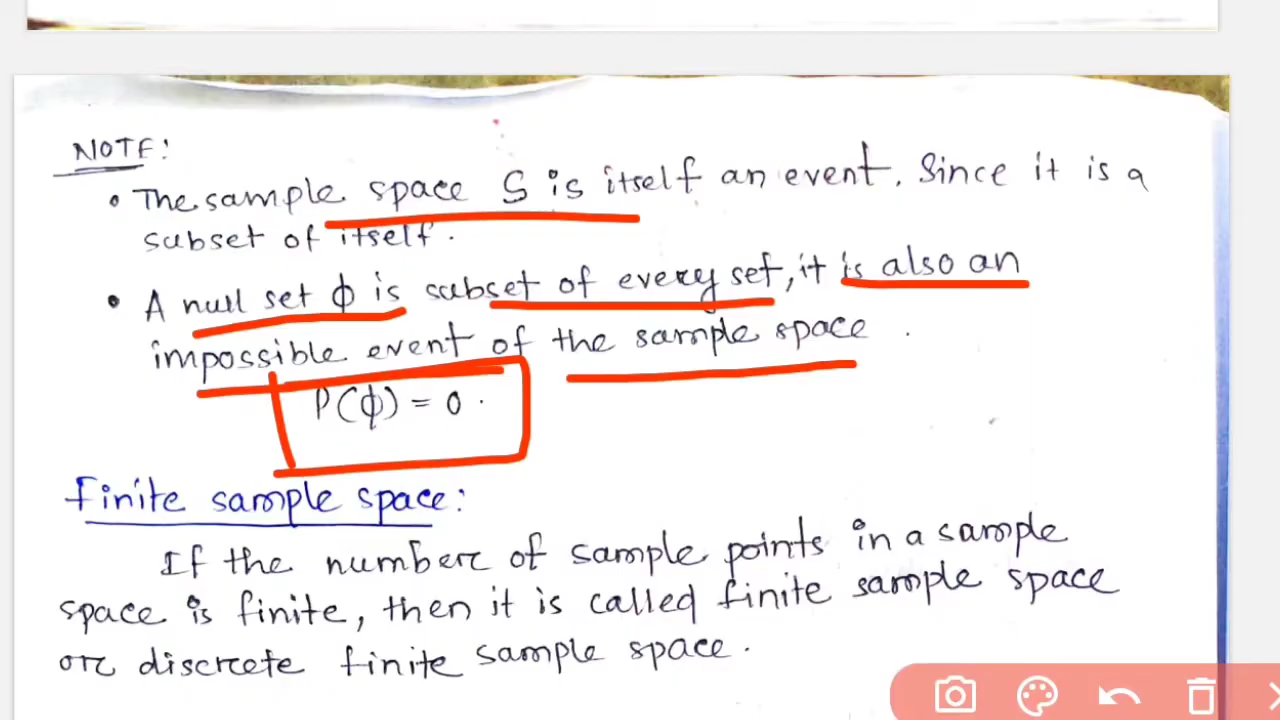 NOTE:
• The sample space S is itself an event. Since it is a
subset of itself.
• A null set ϕ is subset of every set, it is also an
impossible event of the sample space.
P(ϕ) = 0.
Finite sample space:
If the number of sample points in a sample
space is finite, then it is called finite sample space
or discrete finite sample space.